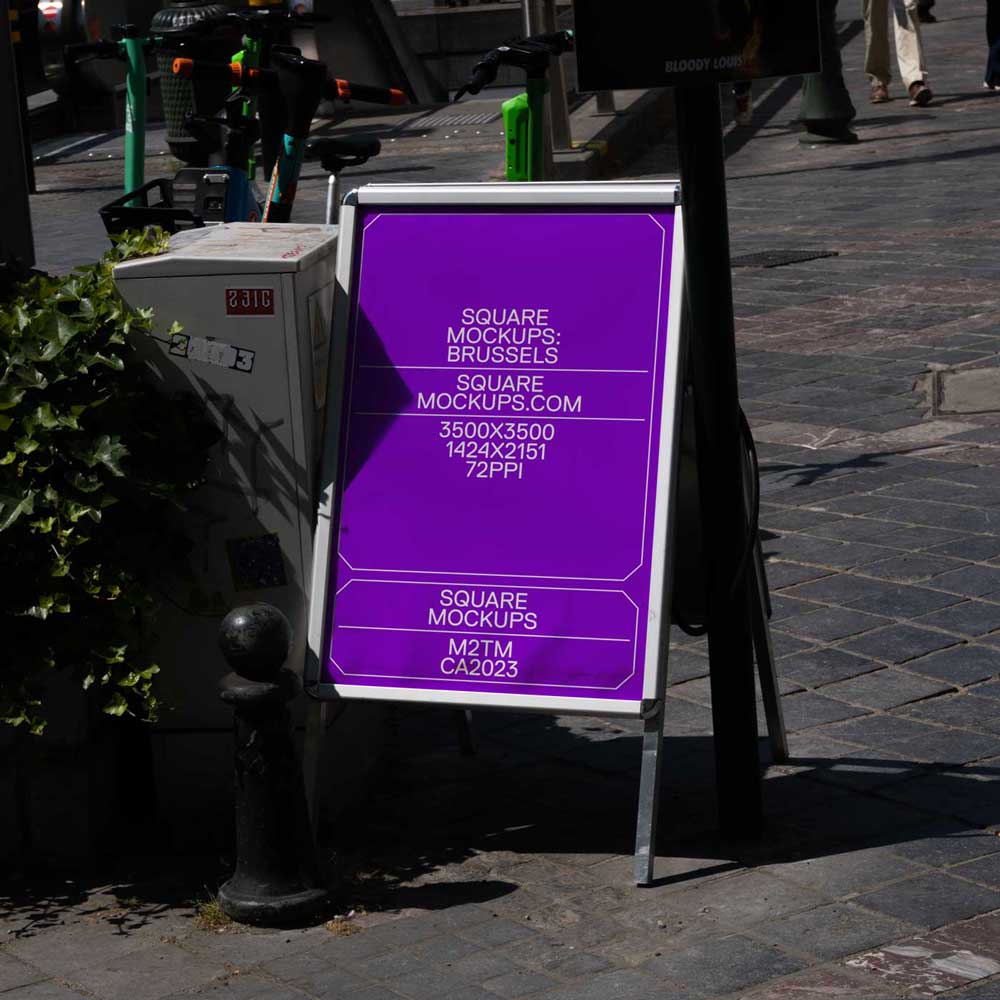 BLOODY LOUIS
SQUARE
MOCKUPS:
BRUSSELS
SQUARE
MOCKUPS.COM
3500X3500
1424X2151
72PPI
SQUARE
MOCKUPS
M2TM
CA2023